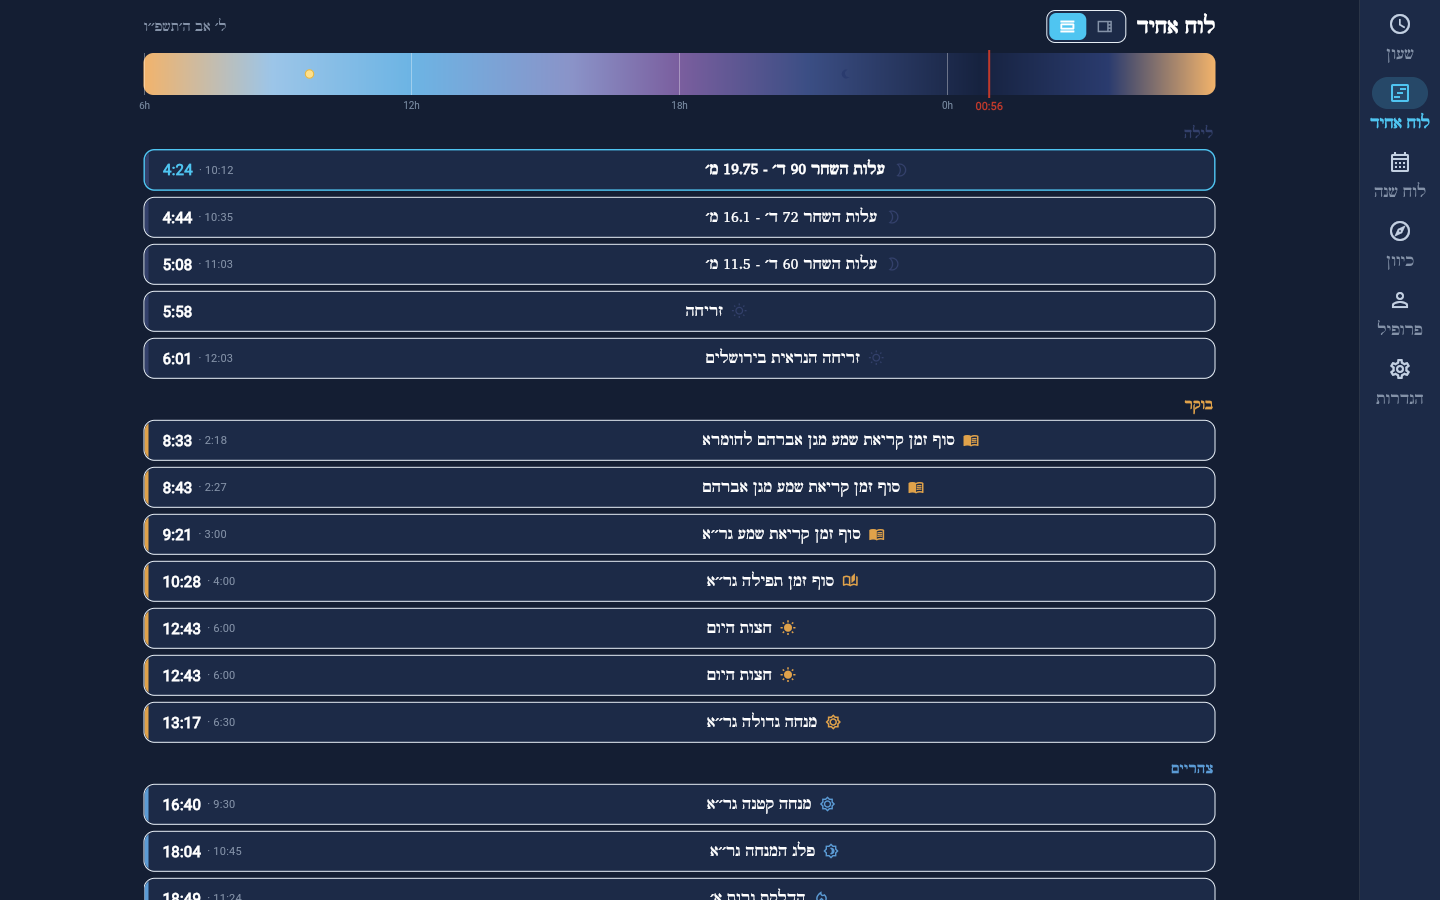 שעון
לוח אחיד
לוח שנה
כיוון
פרופיל
הגדרות
לוח אחיד
ל׳ אב ה׳תשפ״ו
6h 12h 18h 0h 00:56
לילה
עלות השחר 90 ד׳ - 19.75 מ׳ 4:24 · 10:12
עלות השחר 72 ד׳ - 16.1 מ׳ 4:44 · 10:35
עלות השחר 60 ד׳ - 11.5 מ׳ 5:08 · 11:03
זריחה 5:58
זריחה הנראית בירושלים 6:01 · 12:03
בוקר
סוף זמן קריאת שמע מגן אברהם לחומרא 8:33 · 2:18
סוף זמן קריאת שמע מגן אברהם 8:43 · 2:27
סוף זמן קריאת שמע גר״א 9:21 · 3:00
סוף זמן תפילה גר״א 10:28 · 4:00
חצות היום 12:43 · 6:00
חצות היום 12:43 · 6:00
מנחה גדולה גר״א 13:17 · 6:30
צהריים
מנחה קטנה גר״א 16:40 · 9:30
פלג המנחה גר״א 18:04 · 10:45
הדלקת נרות א׳ 18:49 · 11:24